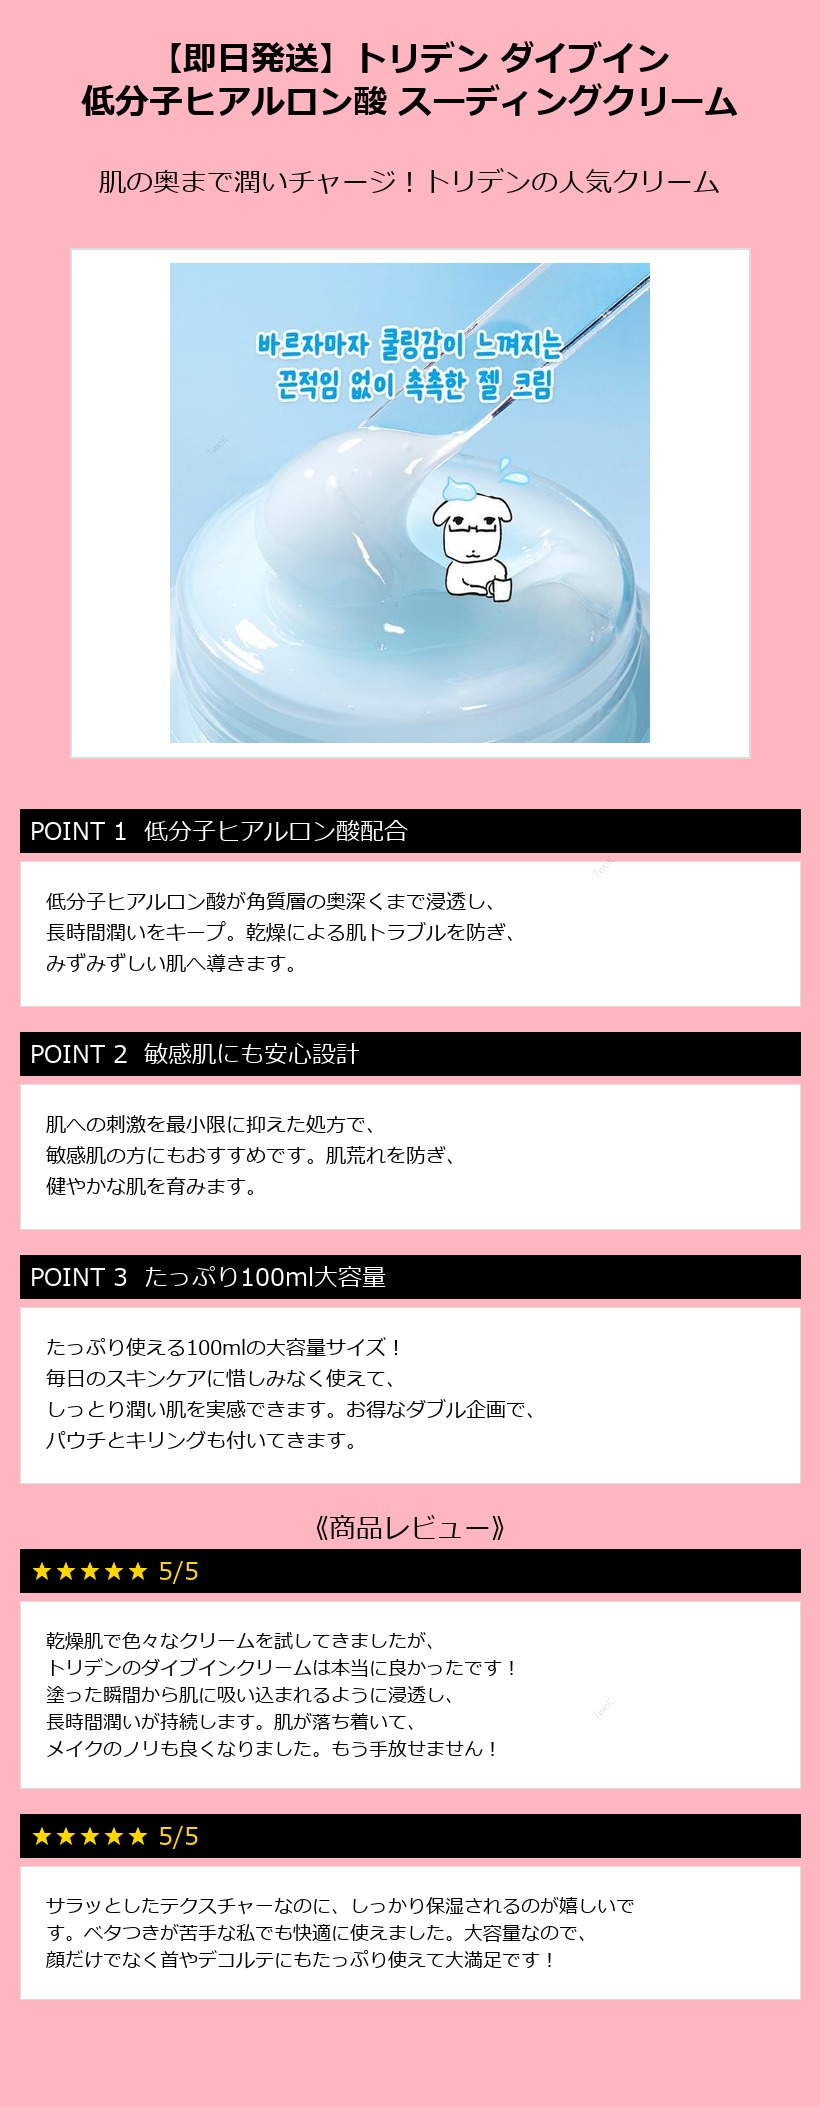 【即日発送】トリデン ダイブイン
低分子ヒアルロン酸 スーディングクリーム
肌の奥まで潤いチャージ！トリデンの人気クリーム
바르자마자 쿨링감이 느껴지는
끈적임 없이 촉촉한 젤 크림
POINT 1 低分子ヒアルロン酸配合
低分子ヒアルロン酸が角質層の奥深くまで浸透し、
長時間潤いをキープ。乾燥による肌トラブルを防ぎ、
みずみずしい肌へ導きます。
POINT 2 敏感肌にも安心設計
肌への刺激を最小限に抑えた処方で、
敏感肌の方にもおすすめです。肌荒れを防ぎ、
健やかな肌を育みます。
POINT 3 たっぷり100ml大容量
たっぷり使える100mlの大容量サイズ！
毎日のスキンケアに惜しみなく使えて、
しっとり潤い肌を実感できます。お得なダブル企画で、
パウチとキリングも付いてきます。
《商品レビュー》
★★★★★ 5/5
乾燥肌で色々なクリームを試してきましたが、
トリデンのダイブインクリームは本当に良かったです！
塗った瞬間から肌に吸い込まれるように浸透し、
長時間潤いが持続します。肌が落ち着いて、
メイクのノリも良くなりました。もう手放せません！
★★★★★ 5/5
サラッとしたテクスチャーなのに、しっかり保湿されるのが嬉しいで
す。ベタつきが苦手な私でも快適に使えました。大容量なので、
顔だけでなく首やデコルテにもたっぷり使えて大満足です！